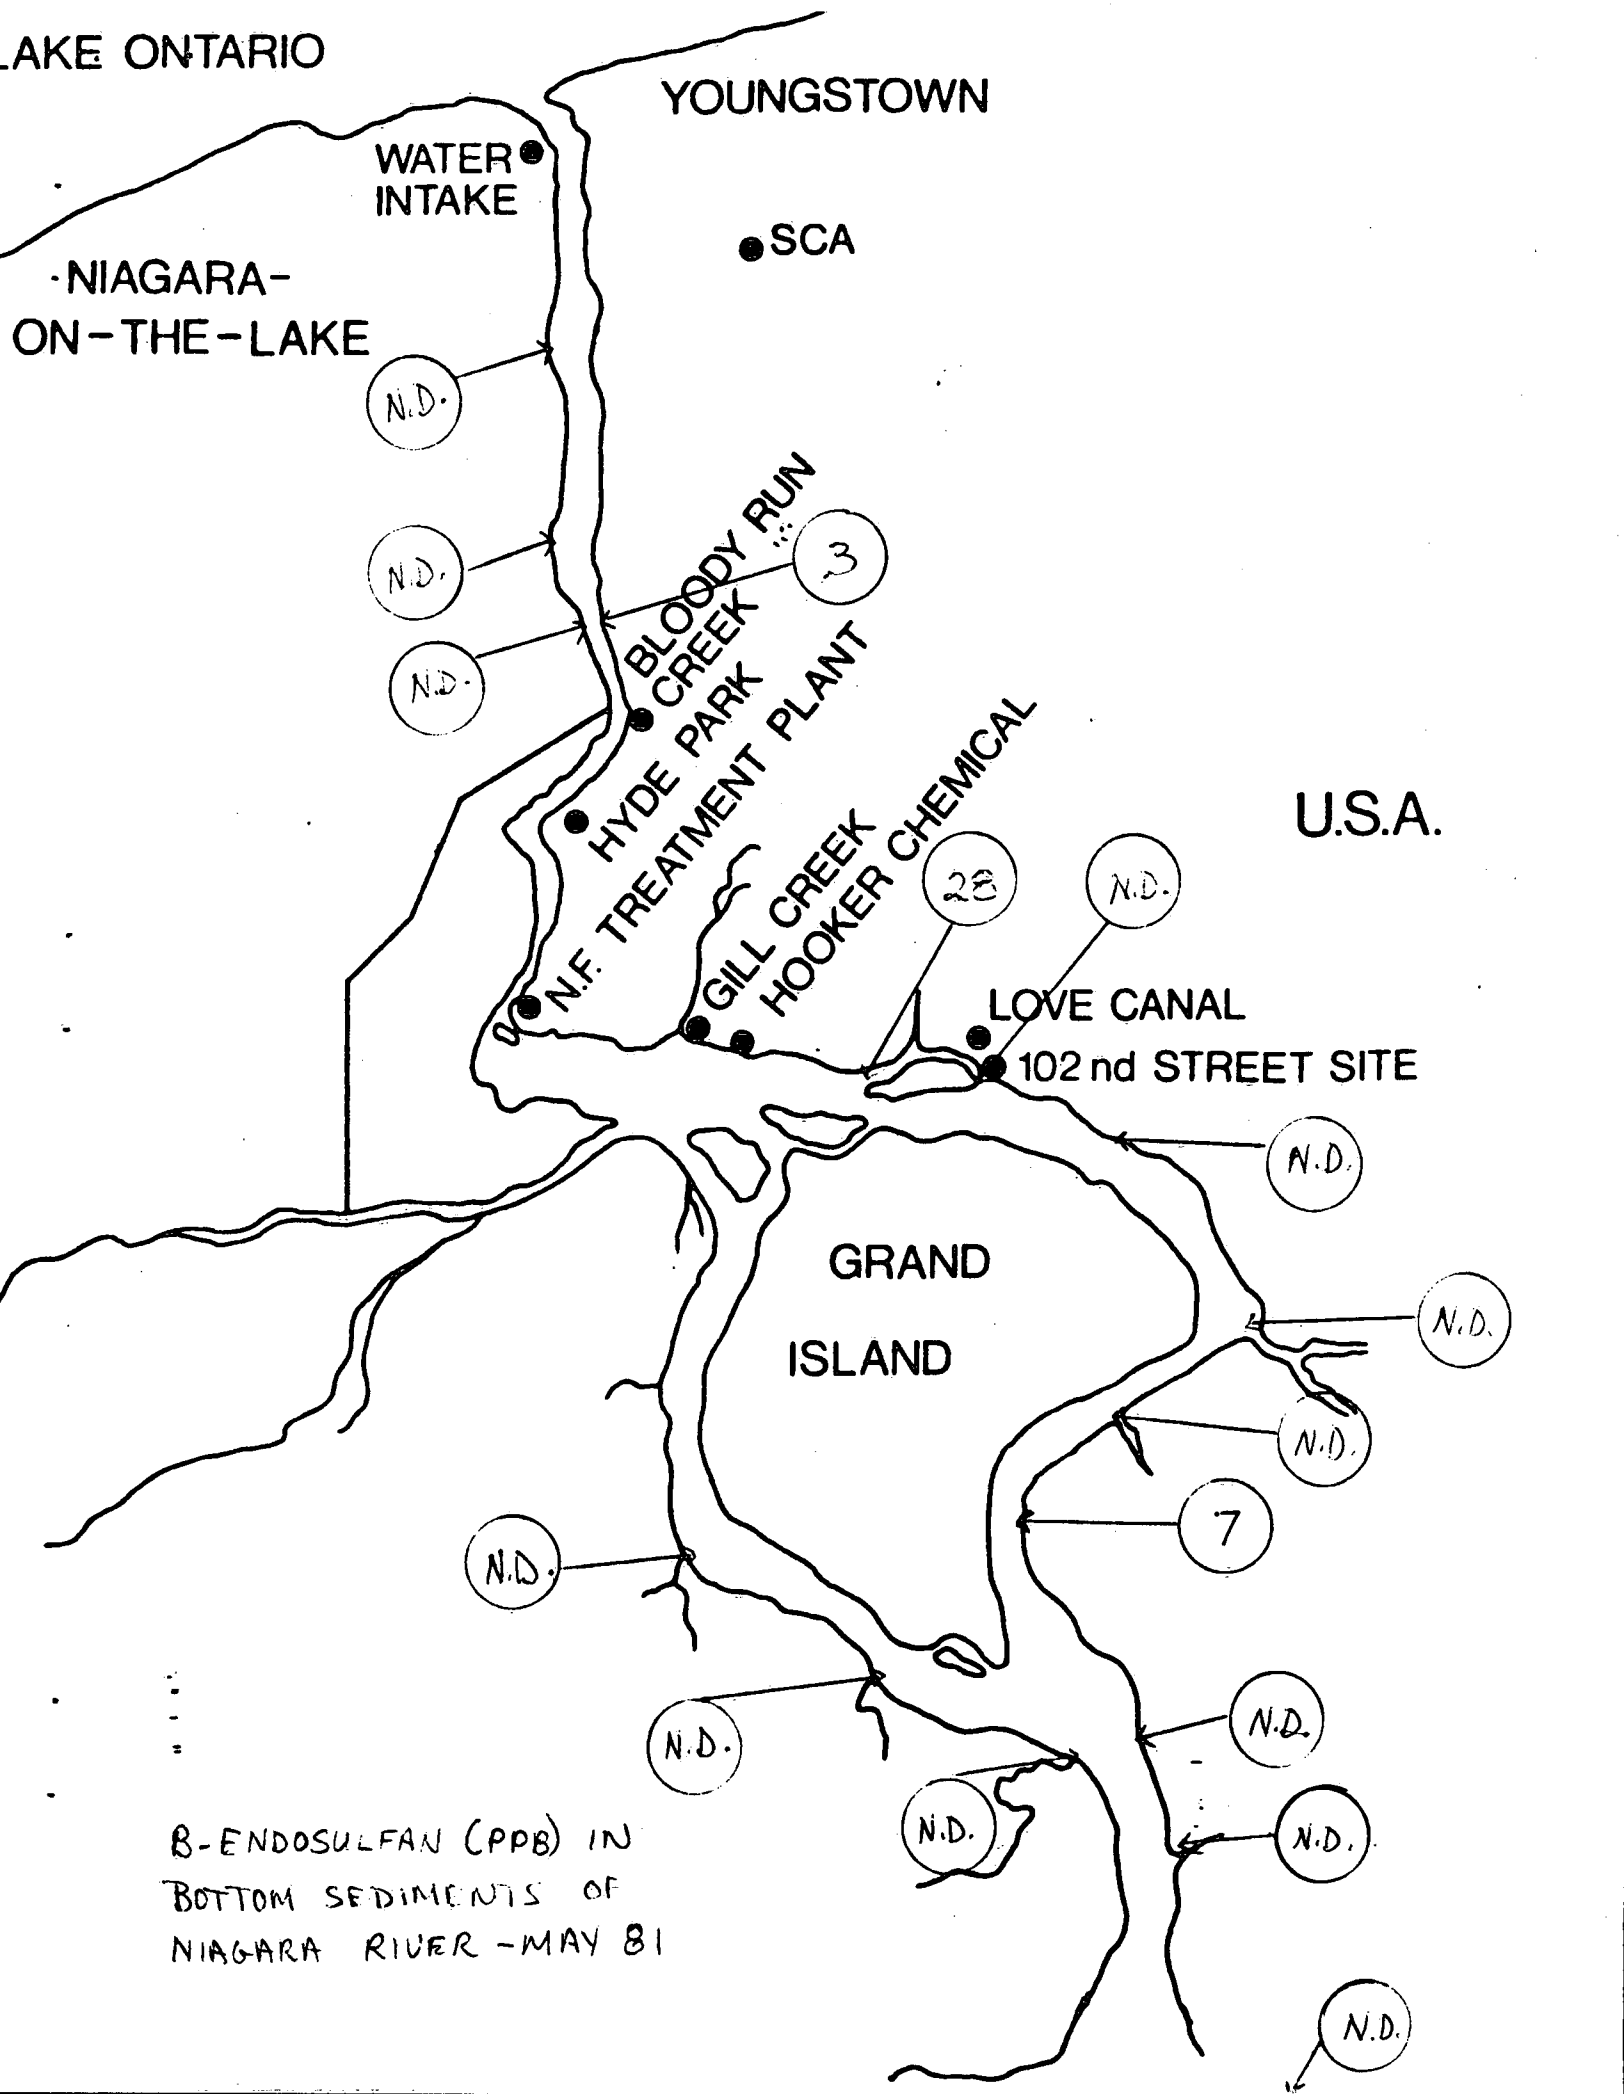 LAKE ONTARIO
YOUNGSTOWN
WATER
INTAKE
SCA
NIAGARA-
ON-THE-LAKE
N.D.
N.D.
3
N.D.
BLOODY RUN
CREEK
HYDE PARK
N.F. TREATMENT PLANT
GILL CREEK
HOOKER CHEMICAL
U.S.A.
28
N.D.
LOVE CANAL
102nd STREET SITE
N.D.
GRAND
ISLAND
N.D.
N.D.
7
N.D.
N.D.
N.D.
N.D.
N.D.
B-ENDOSULFAN (PPB) IN
BOTTOM SEDIMENTS OF
NIAGARA RIVER - MAY 81
N.D.